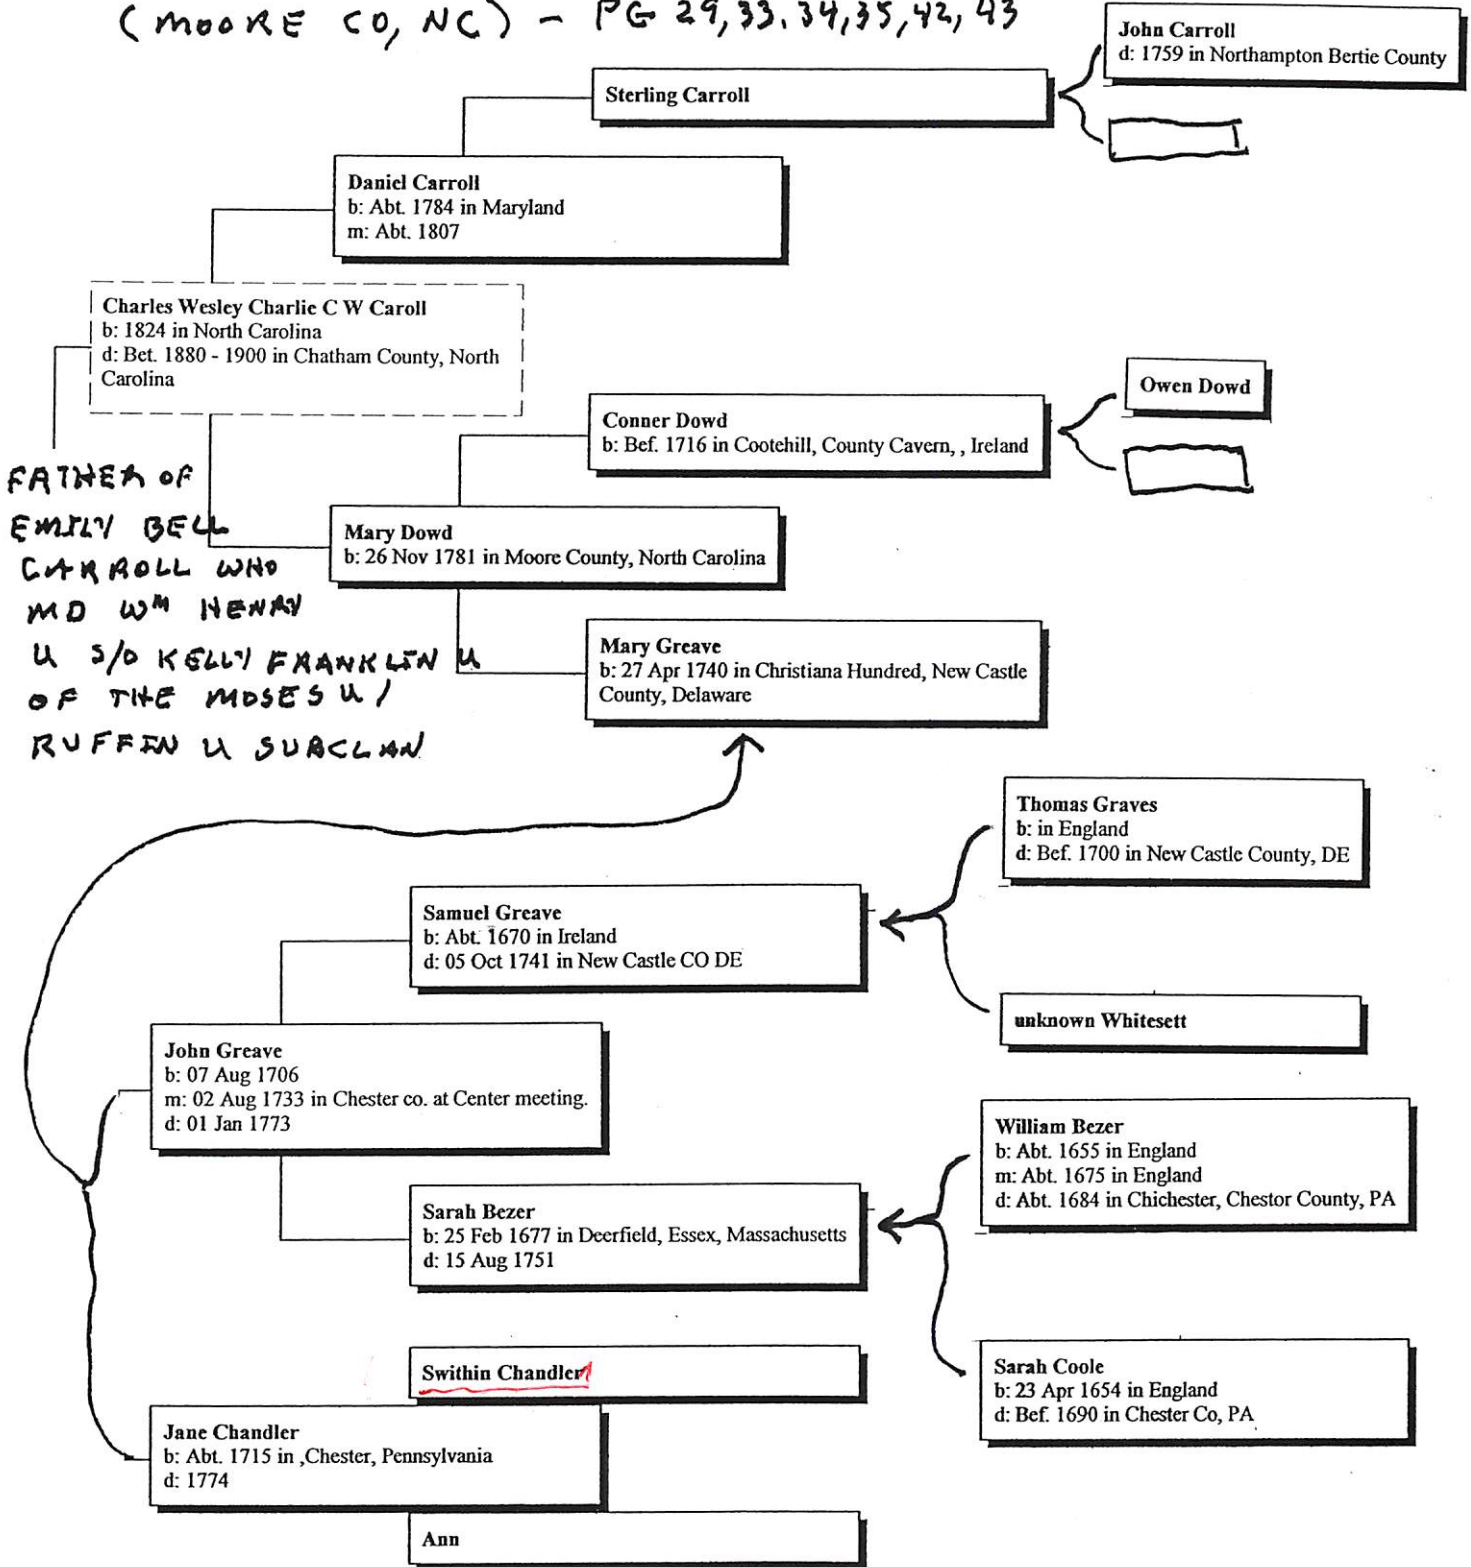 (MOORE CO, NC) - PG 29,33,34,35,42,43
John Carroll
d: 1759 in Northampton Bertie County
Sterling Carroll
Daniel Carroll
b: Abt. 1784 in Maryland
m: Abt. 1807
Charles Wesley Charlie C W Caroll
b: 1824 in North Carolina
d: Bet. 1880 - 1900 in Chatham County, North
Carolina
Owen Dowd
Conner Dowd
b: Bef. 1716 in Cootehill, County Cavern, , Ireland
Mary Dowd
b: 26 Nov 1781 in Moore County, North Carolina
FATHER OF
EMILY BELL
CARROLL WHO
MD Wᴹ HENRY
U S/O KELLY FRANKLIN U
OF THE MOSES U /
RUFFIN U SUBCLAN
Mary Greave
b: 27 Apr 1740 in Christiana Hundred, New Castle
County, Delaware
Thomas Graves
b: in England
d: Bef. 1700 in New Castle County, DE
Samuel Greave
b: Abt. 1670 in Ireland
d: 05 Oct 1741 in New Castle CO DE
unknown Whitesett
John Greave
b: 07 Aug 1706
m: 02 Aug 1733 in Chester co. at Center meeting.
d: 01 Jan 1773
William Bezer
b: Abt. 1655 in England
m: Abt. 1675 in England
d: Abt. 1684 in Chichester, Chestor County, PA
Sarah Bezer
b: 25 Feb 1677 in Deerfield, Essex, Massachusetts
d: 15 Aug 1751
Swithin Chandler
Sarah Coole
b: 23 Apr 1654 in England
d: Bef. 1690 in Chester Co, PA
Jane Chandler
b: Abt. 1715 in ,Chester, Pennsylvania
d: 1774
Ann